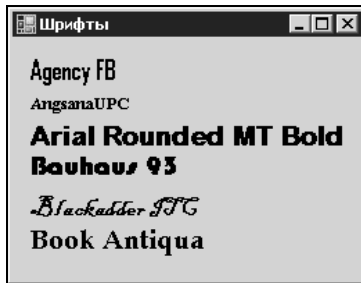 Шрифты
Agency FB
AngsanaUPC
Arial Rounded MT Bold
Bauhaus 93
Blackadder ITC
Book Antiqua